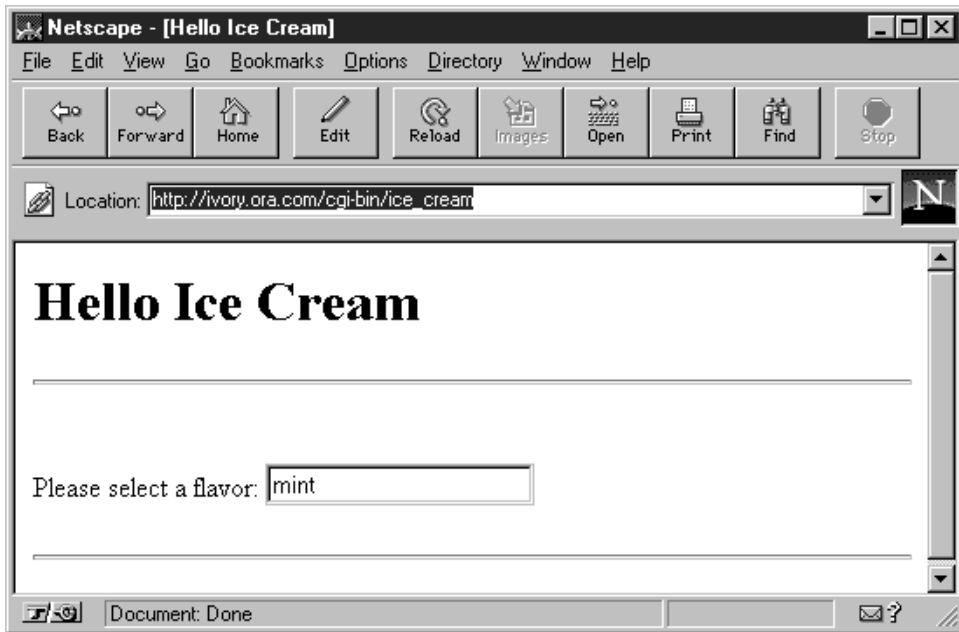 Netscape - [Hello Ice Cream]
File Edit View Go Bookmarks Options Directory Window Help
Back Forward Home Edit Reload Images Open Print Find Stop
Location: http://ivory.ora.com/cgi-bin/ice_cream
N
Hello Ice Cream
Please select a flavor: mint
Document: Done
?